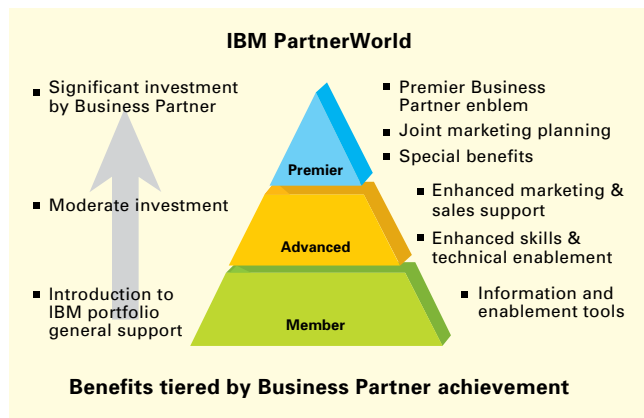 IBM PartnerWorld
▪ Significant investment
by Business Partner
▪ Moderate investment
▪ Introduction to
IBM portfolio
general support
Premier
Advanced
Member
▪ Premier Business
Partner enblem
▪ Joint marketing planning
▪ Special benefits
▪ Enhanced marketing &
sales support
▪ Enhanced skills &
technical enablement
▪ Information and
enablement tools
Benefits tiered by Business Partner achievement